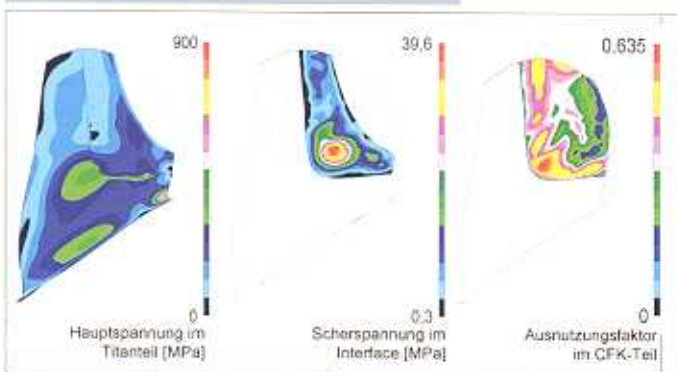 900
0
Hauptspannung im
Titanteil [MPa]
39,6
0,3
Scherspannung im
Interface [MPa]
0.635
0
Ausnutzungsfaktor
im CFK-Teil